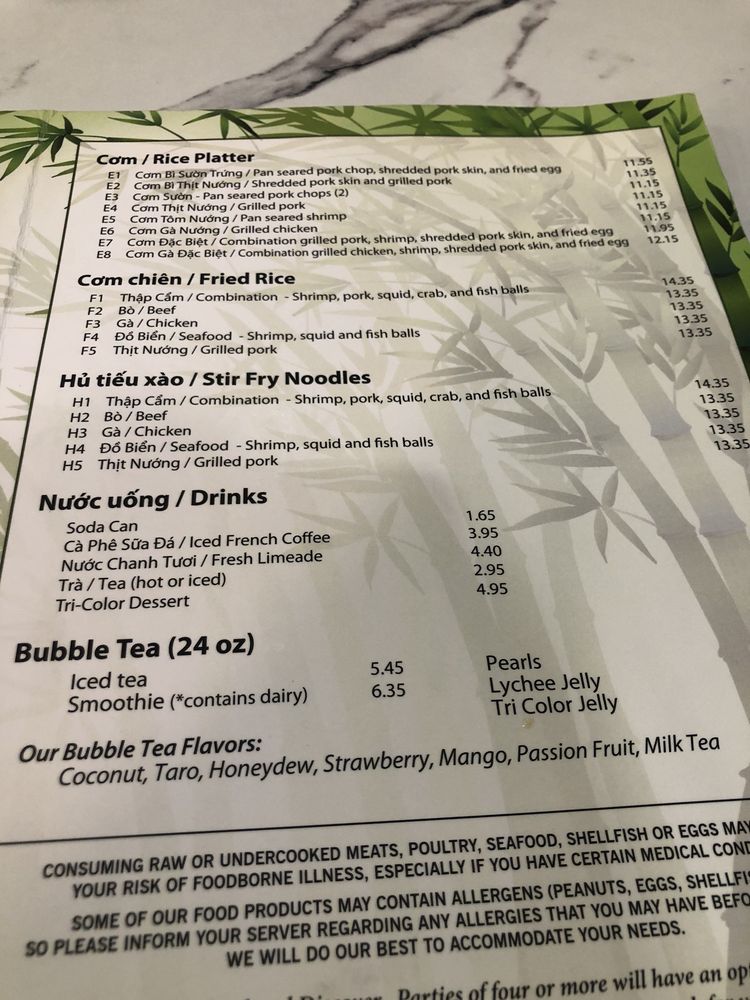 Cơm / Rice Platter
E1 Cơm Bì Sườn Trứng / Pan seared pork chop, shredded pork skin, and fried egg 11.55
E2 Cơm Bì Thịt Nướng / Shredded pork skin and grilled pork 11.35
E3 Cơm Sườn - Pan seared pork chops (2) 11.15
E4 Cơm Thịt Nướng / Grilled pork 11.15
E5 Cơm Tôm Nướng / Pan seared shrimp 11.15
E6 Cơm Gà Nướng / Grilled chicken 11.15
E7 Cơm Đặc Biệt / Combination grilled pork, shrimp, shredded pork skin, and fried egg 11.95
E8 Cơm Gà Đặc Biệt / Combination grilled chicken, shrimp, shredded pork skin, and fried egg 12.15
Cơm chiên / Fried Rice
F1 Thập Cẩm / Combination - Shrimp, pork, squid, crab, and fish balls 14.35
F2 Bò / Beef 13.35
F3 Gà / Chicken 13.35
F4 Đồ Biển / Seafood - Shrimp, squid and fish balls 13.35
F5 Thịt Nướng / Grilled pork 13.35
Hủ tiếu xào / Stir Fry Noodles
H1 Thập Cẩm / Combination - Shrimp, pork, squid, crab, and fish balls 14.35
H2 Bò / Beef 13.35
H3 Gà / Chicken 13.35
H4 Đồ Biển / Seafood - Shrimp, squid and fish balls 13.35
H5 Thịt Nướng / Grilled pork 13.35
Nước uống / Drinks
Soda Can 1.65
Cà Phê Sữa Đá / Iced French Coffee 3.95
Nước Chanh Tươi / Fresh Limeade 4.40
Trà / Tea (hot or iced) 2.95
Tri-Color Dessert 4.95
Bubble Tea (24 oz)
Iced tea 5.45 Pearls
Smoothie (*contains dairy) 6.35 Lychee Jelly
Tri Color Jelly
Our Bubble Tea Flavors:
Coconut, Taro, Honeydew, Strawberry, Mango, Passion Fruit, Milk Tea
CONSUMING RAW OR UNDERCOOKED MEATS, POULTRY, SEAFOOD, SHELLFISH OR EGGS MAY
YOUR RISK OF FOODBORNE ILLNESS, ESPECIALLY IF YOU HAVE CERTAIN MEDICAL COND
SOME OF OUR FOOD PRODUCTS MAY CONTAIN ALLERGENS (PEANUTS, EGGS, SHELLFIS
SO PLEASE INFORM YOUR SERVER REGARDING ANY ALLERGIES THAT YOU MAY HAVE BEFO
WE WILL DO OUR BEST TO ACCOMMODATE YOUR NEEDS.
Parties of four or more will have an opt